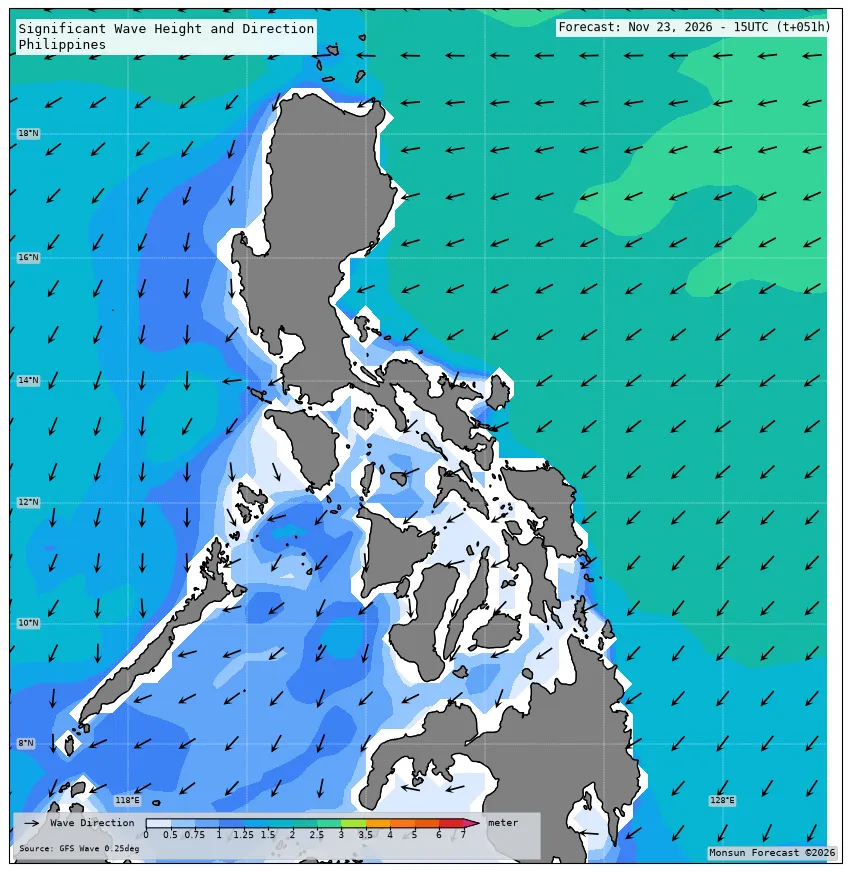 Significant Wave Height and Direction
Philippines
Forecast: Nov 23, 2026 - 15UTC (t+051h)
18°N
16°N
14°N
12°N
10°N
8°N
118°E
128°E
Wave Direction
0 0.5 0.75 1 1.25 1.5 2 2.5 3 3.5 4 5 6 7
meter
Source: GFS Wave 0.25deg
Monsun Forecast ©2026